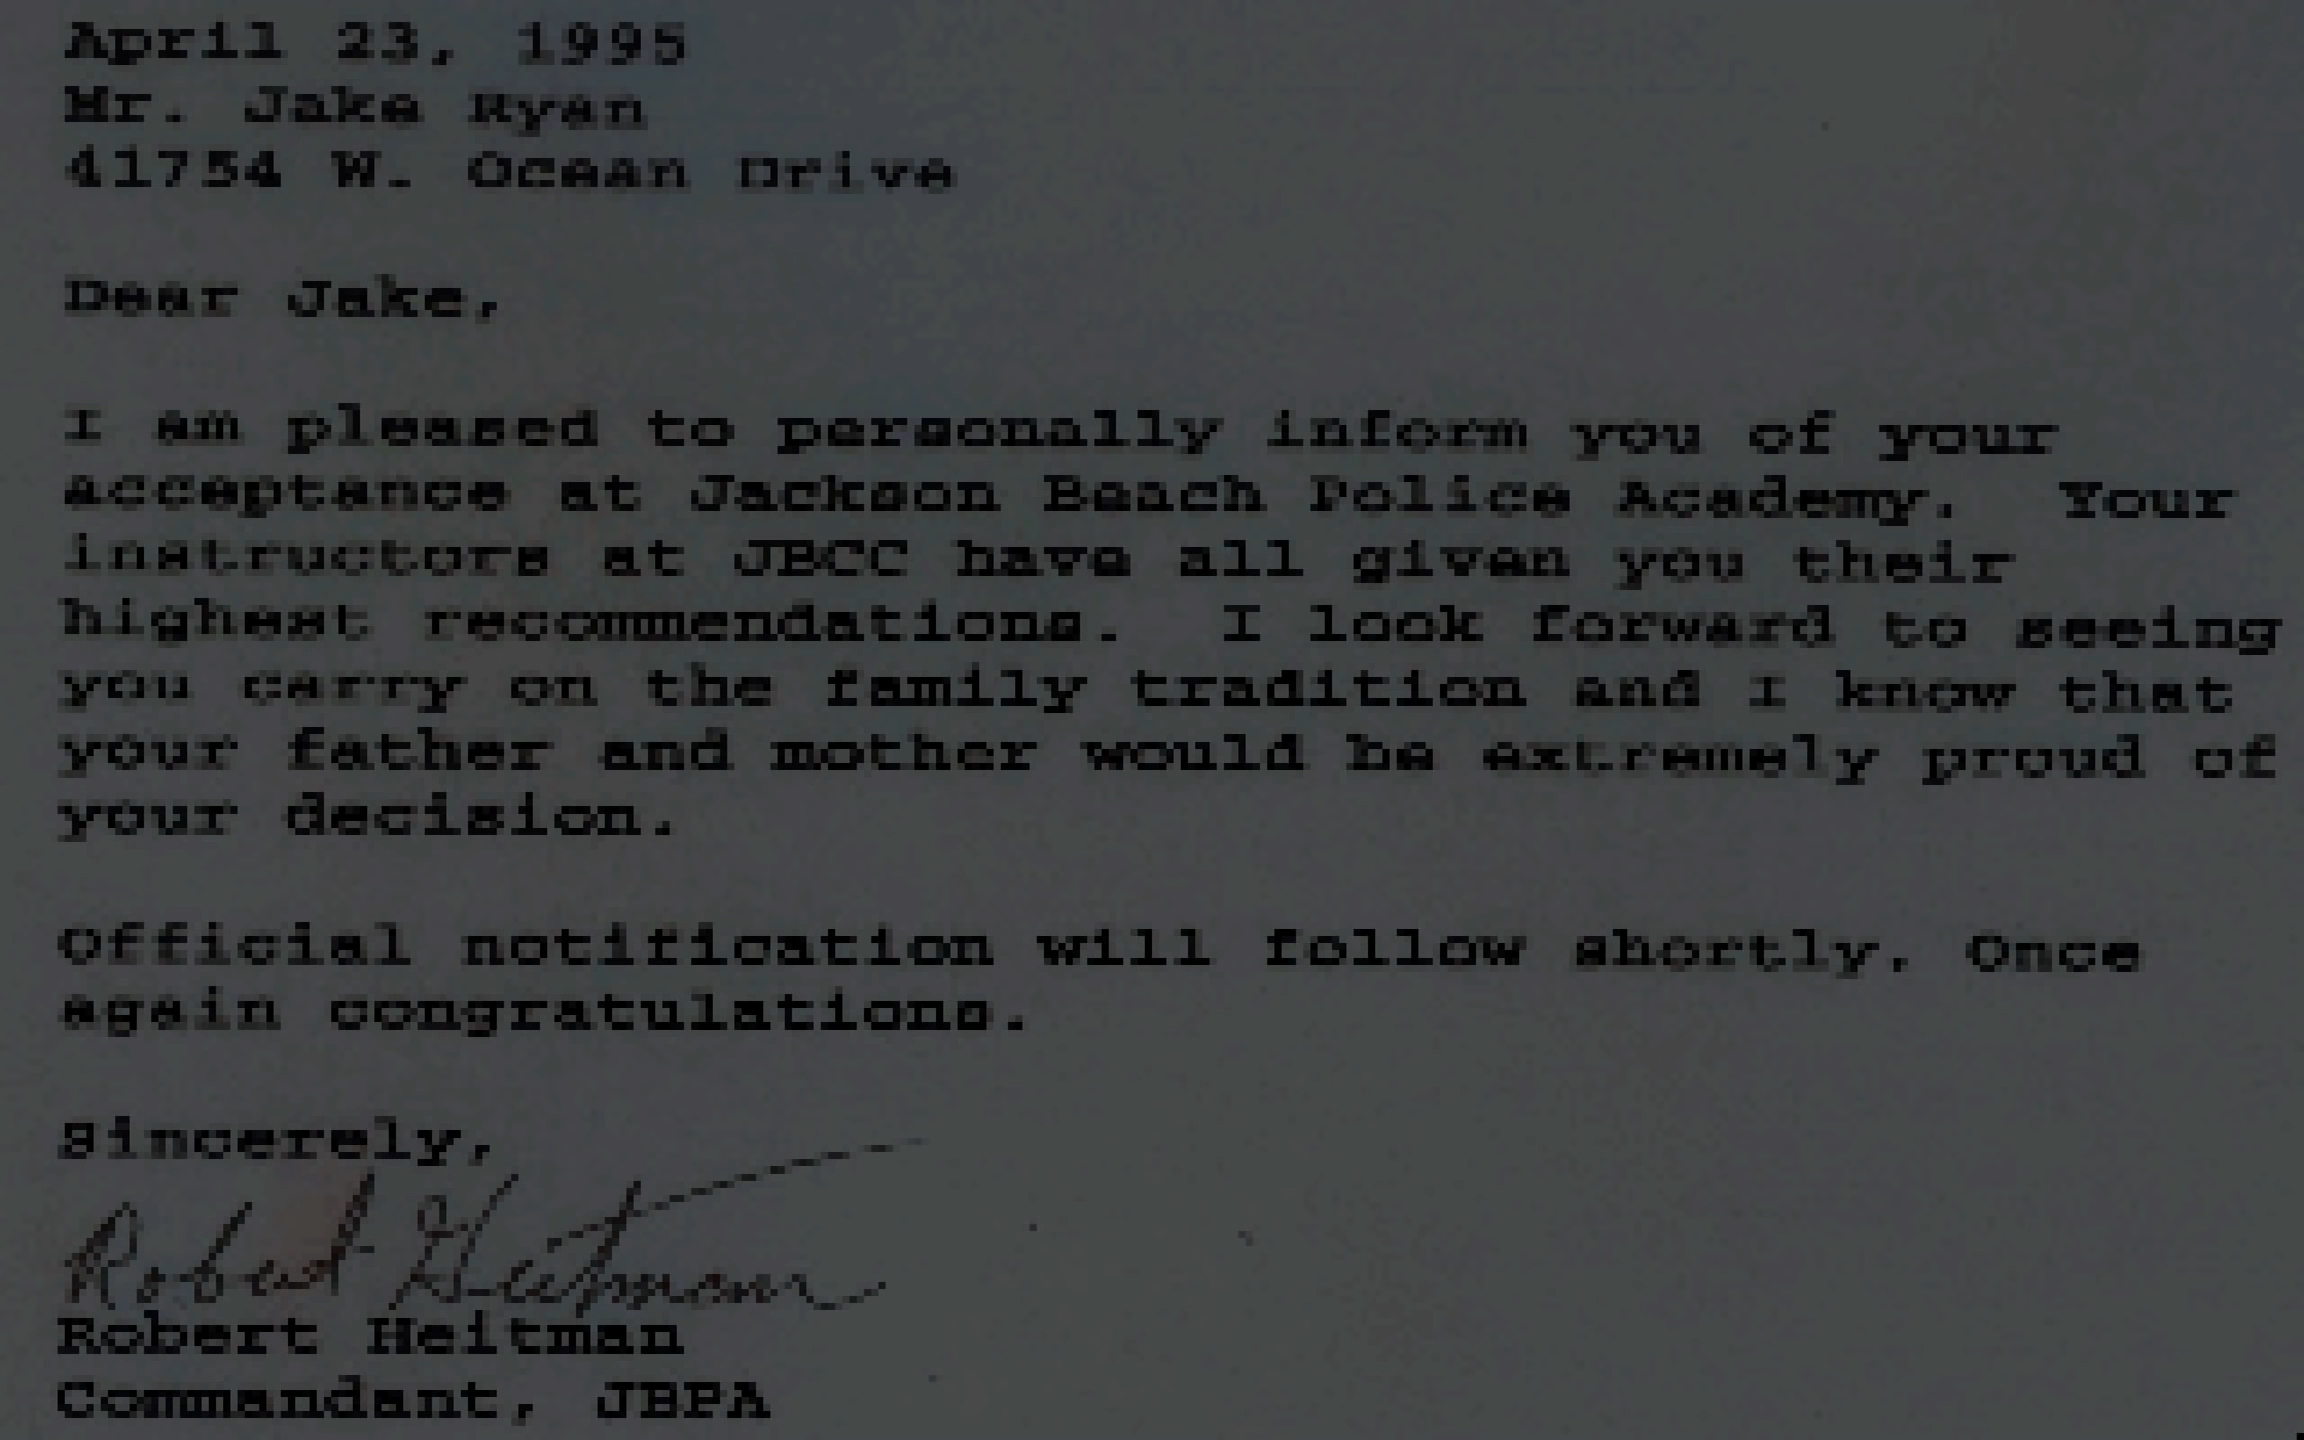 April 23, 1995
Mr. Jake Ryan
41754 W. Ocean Drive
Dear Jake,
I am pleased to personally inform you of your
acceptance at Jackson Beach Police Academy.  Your
instructors at JBCC have all given you their
highest recommendations.  I look forward to seeing
you carry on the family tradition and I know that
your father and mother would be extremely proud of
your decision.
Official notification will follow shortly. Once
again congratulations.
Sincerely,
Robert Heitman
Robert Heitman
Commandant, JBPA